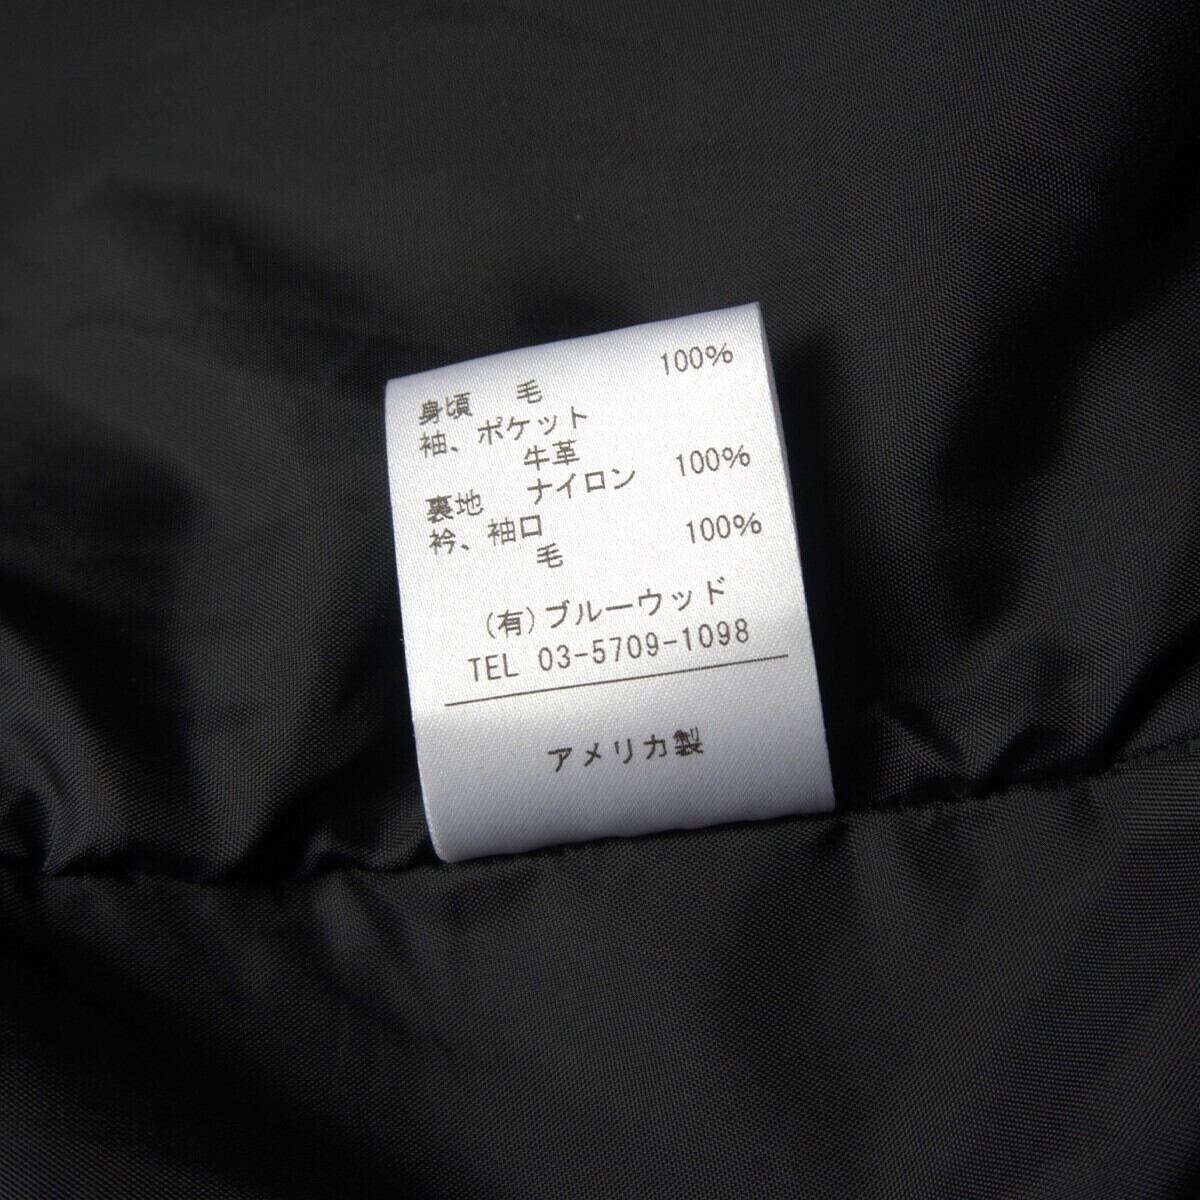 身頃 毛 100%
袖、ポケット
牛革
裏地 ナイロン 100%
衿、袖口
毛 100%
(有)ブルーウッド
TEL 03-5709-1098
アメリカ製